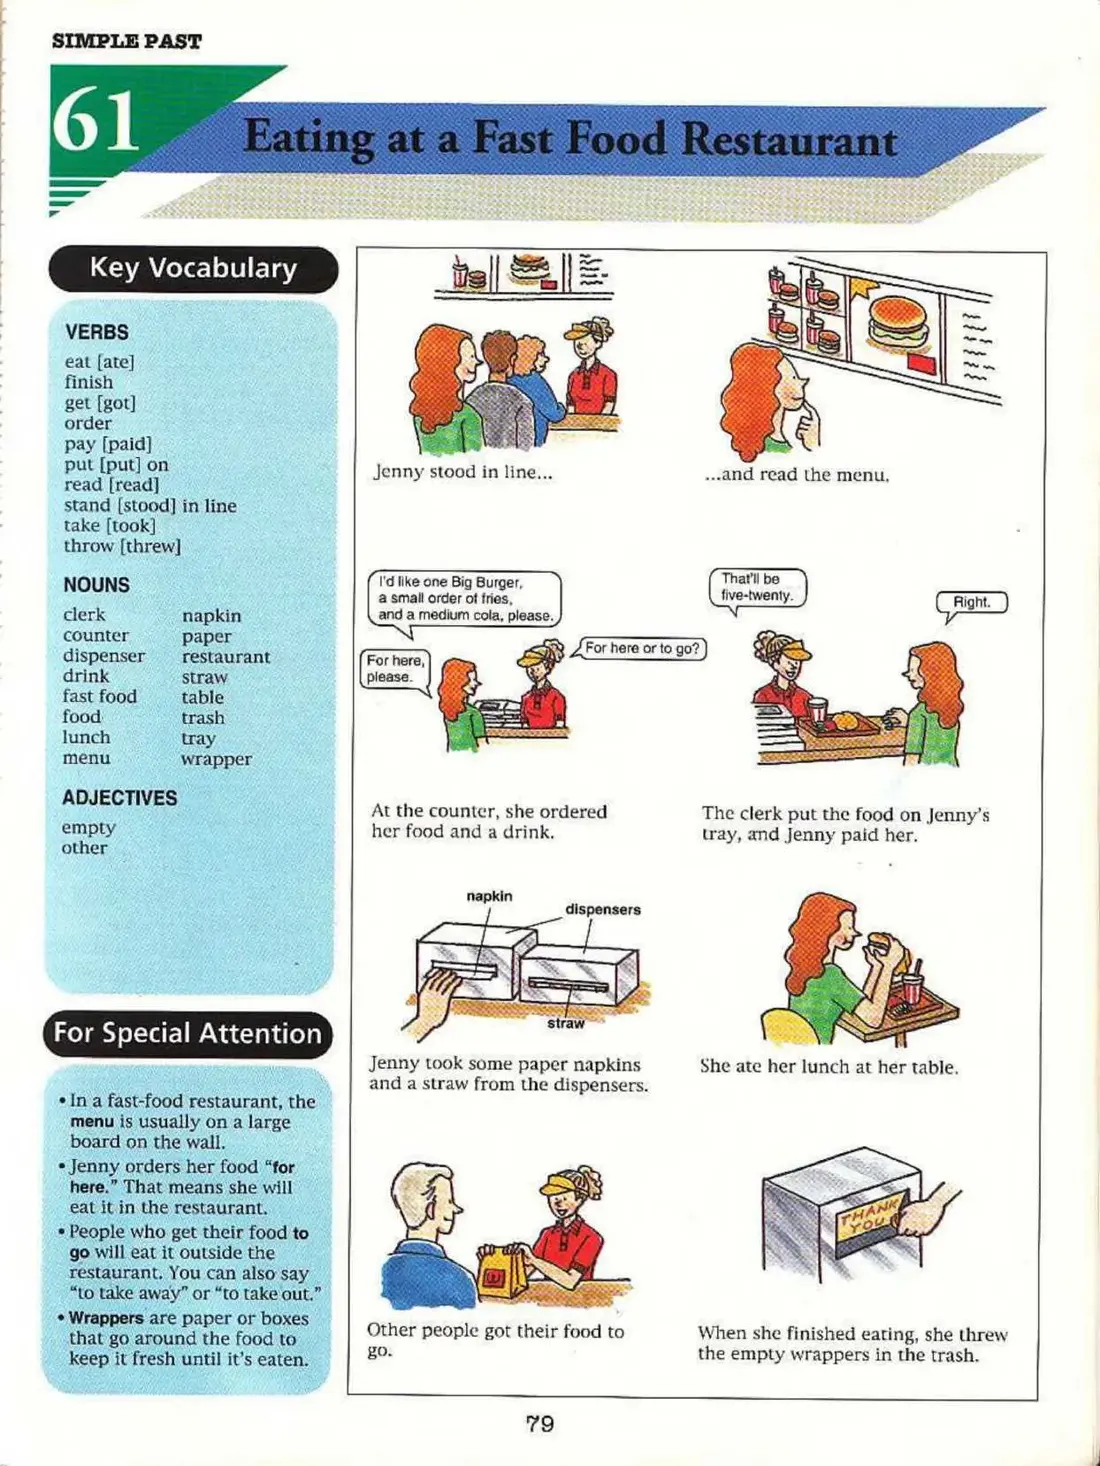 SIMPLE PAST
61
Eating at a Fast Food Restaurant
Key Vocabulary
VERBS
eat [ate]
finish
get [got]
order
pay [paid]
put [put] on
read [read]
stand [stood] in line
take [took]
throw [threw]
NOUNS
clerk
counter
dispenser
drink
fast food
food
lunch
menu
napkin
paper
restaurant
straw
table
trash
tray
wrapper
ADJECTIVES
empty
other
For Special Attention
• In a fast-food restaurant, the
menu is usually on a large
board on the wall.
• Jenny orders her food "for
here." That means she will
eat it in the restaurant.
• People who get their food to
go will eat it outside the
restaurant. You can also say
"to take away" or "to take out."
• Wrappers are paper or boxes
that go around the food to
keep it fresh until it's eaten.
Jenny stood in line...
...and read the menu.
I'd like one Big Burger,
a small order of fries,
and a medium cola, please.
For here or to go?
For here,
please.
At the counter, she ordered
her food and a drink.
That'll be
five-twenty.
Right.
The clerk put the food on Jenny's
tray, and Jenny paid her.
napkin
dispensers
straw
Jenny took some paper napkins
and a straw from the dispensers.
She ate her lunch at her table.
Other people got their food to
go.
THANK
YOU
When she finished eating, she threw
the empty wrappers in the trash.
79